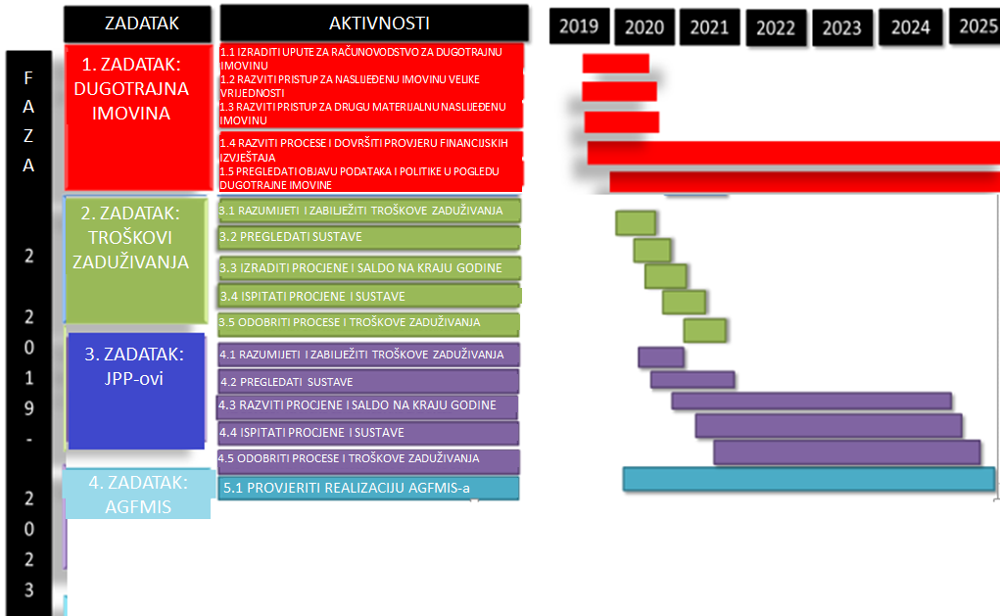 ZADATAK
AKTIVNOSTI
2019
2020
2021
2022
2023
2024
2025
F
A
Z
A
2
2
0
1
9
-
2
0
2
3
1. ZADATAK:
DUGOTRAJNA
IMOVINA
1.1 IZRADITI UPUTE ZA RAČUNOVODSTVO ZA DUGOTRAJNU
IMOVINU
1.2 RAZVITI PRISTUP ZA NASLIJEĐENU IMOVINU VELIKE
VRIJEDNOSTI
1.3 RAZVITI PRISTUP ZA DRUGU MATERIJALNU NASLIJEĐENU
IMOVINU
1.4 RAZVITI PROCESE I DOVRŠITI PROVJERU FINANCIJSKIH
IZVJEŠTAJA
1.5 PREGLEDATI OBJAVU PODATAKA I POLITIKE U POGLEDU
DUGOTRAJNE IMOVINE
2. ZADATAK:
TROŠKOVI
ZADUŽIVANJA
3.1 RAZUMIJETI I ZABILJEŽITI TROŠKOVE ZADUŽIVANJA
3.2 PREGLEDATI SUSTAVE
3.3 IZRADITI PROCJENE I SALDO NA KRAJU GODINE
3.4 ISPITATI PROCJENE I SUSTAVE
3.5 ODOBRITI PROCESE I TROŠKOVE ZADUŽIVANJA
3. ZADATAK:
JPP-ovi
4.1 RAZUMIJETI I ZABILJEŽITI TROŠKOVE ZADUŽIVANJA
4.2 PREGLEDATI SUSTAVE
4.3 RAZVITI PROCJENE I SALDO NA KRAJU GODINE
4.4 ISPITATI PROCJENE I SUSTAVE
4.5 ODOBRITI PROCESE I TROŠKOVE ZADUŽIVANJA
4. ZADATAK:
AGFMIS
5.1 PROVJERITI REALIZACIJU AGFMIS-a